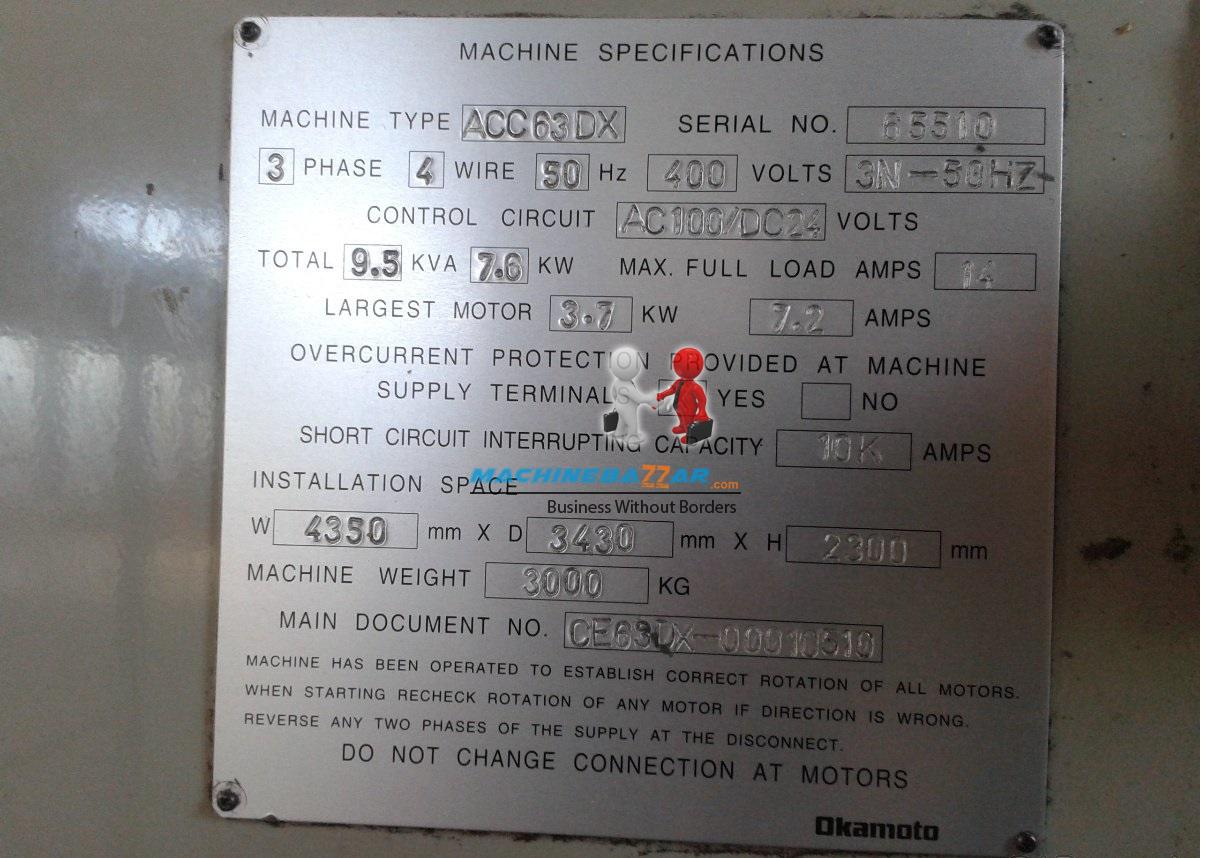 MACHINE SPECIFICATIONS
MACHINE TYPE ACC63DX SERIAL NO. 65510
3 PHASE 4 WIRE 50 Hz 400 VOLTS 3N-50HZ
CONTROL CIRCUIT AC100/DC24 VOLTS
TOTAL 9.5 KVA 7.6 KW MAX. FULL LOAD AMPS 14
LARGEST MOTOR 3.7 KW 7.2 AMPS
OVERCURRENT PROTECTION PROVIDED AT MACHINE
SUPPLY TERMINALS YES NO
SHORT CIRCUIT INTERRUPTING CAPACITY 10K AMPS
MACHINEBAZZAR.com
INSTALLATION SPACE
Business Without Borders
W 4350 mm X D 3430 mm X H 2300 mm
MACHINE WEIGHT 3000 KG
MAIN DOCUMENT NO.
MACHINE HAS BEEN OPERATED TO ESTABLISH CORRECT ROTATION OF ALL MOTORS.
WHEN STARTING RECHECK ROTATION OF ANY MOTOR IF DIRECTION IS WRONG.
REVERSE ANY TWO PHASES OF THE SUPPLY AT THE DISCONNECT.
DO NOT CHANGE CONNECTION AT MOTORS
Okamoto